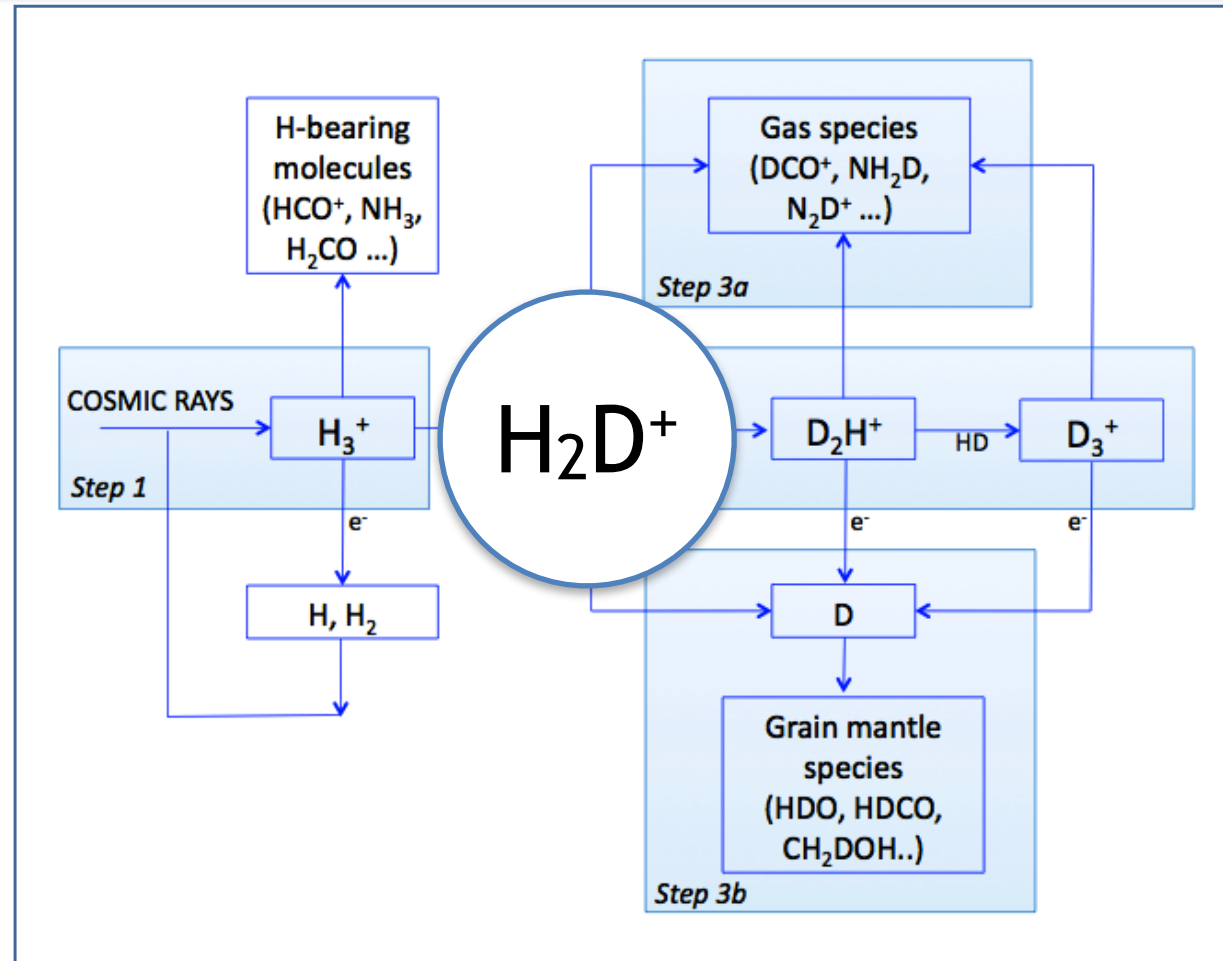 H-bearing
molecules
(HCO⁺, NH₃,
H₂CO ...)
Gas species
(DCO⁺, NH₂D,
N₂D⁺ ...)
Step 3a
COSMIC RAYS
H₃⁺
Step 1
H₂D⁺
D₂H⁺
HD
D₃⁺
e⁻
e⁻
e⁻
H, H₂
D
Grain mantle
species
(HDO, HDCO,
CH₂DOH..)
Step 3b